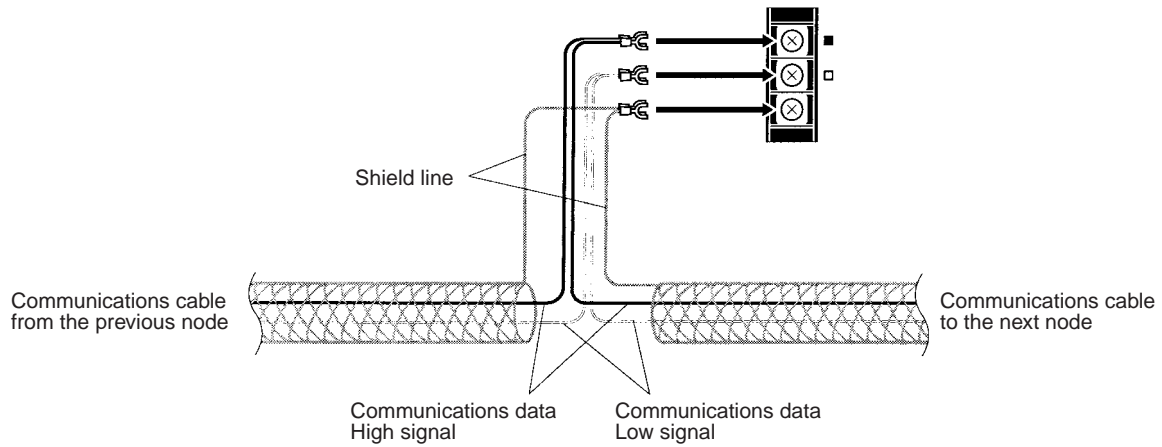 Shield line
Communications cable
from the previous node
Communications cable
to the next node
Communications data
High signal
Communications data
Low signal